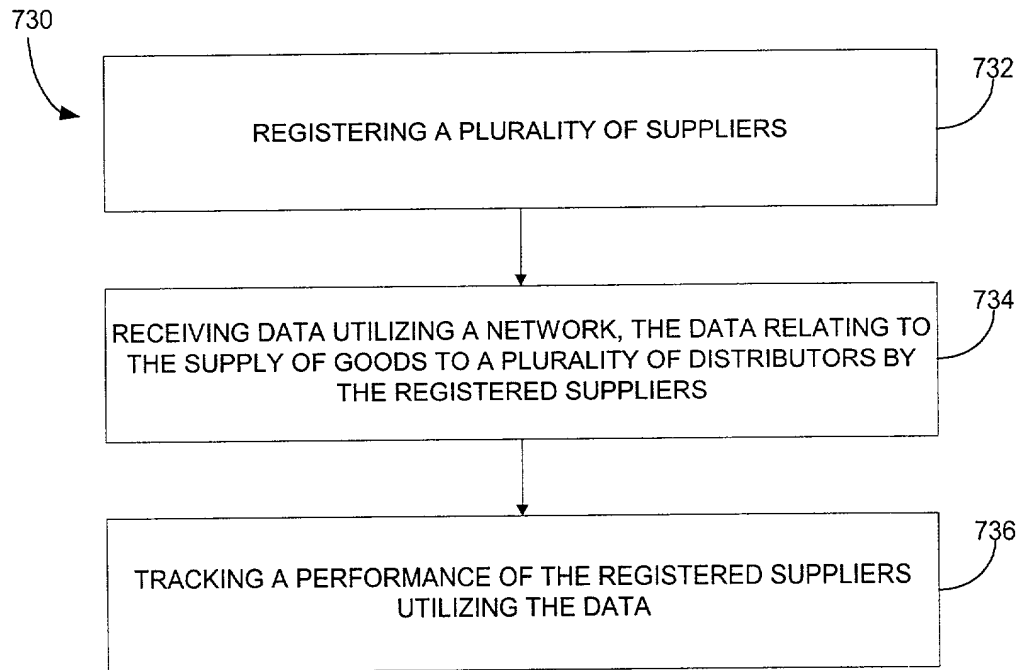 730
732
REGISTERING A PLURALITY OF SUPPLIERS
734
RECEIVING DATA UTILIZING A NETWORK, THE DATA RELATING TO
THE SUPPLY OF GOODS TO A PLURALITY OF DISTRIBUTORS BY
THE REGISTERED SUPPLIERS
736
TRACKING A PERFORMANCE OF THE REGISTERED SUPPLIERS
UTILIZING THE DATA